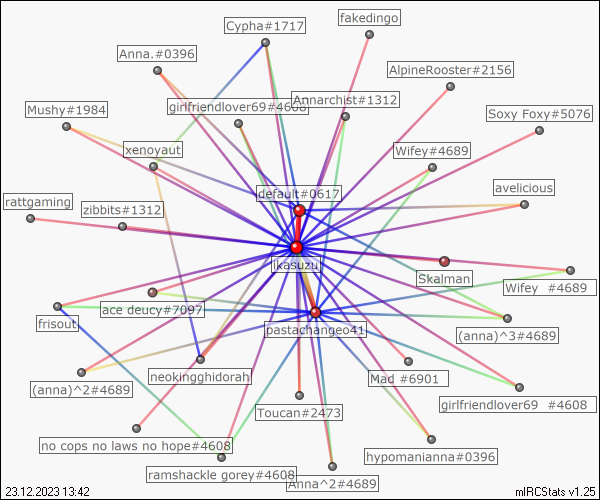 Cypha#1717
fakedingo
Anna.#0396
AlpineRooster#2156
girlfriendlover69#4608
Annarchist#1312
Mushy#1984
Soxy Foxy#5076
xenoyaut
Wifey#4689
default#0617
avelicious
rattgaming
zibbits#1312
jkasuzu
Skalman
Wifey #4689
ace deucy#7097
frisout
pastachangeo41
(anna)^3#4689
neokingghidorah
Mad #6901
(anna)^2#4689
Toucan#2473
girlfriendlover69 #4608
no cops no laws no hope#4608
hypomanianna#0396
ramshackle gorey#4608
Anna^2#4689
23.12.2023 13:42
mIRCStats v1.25